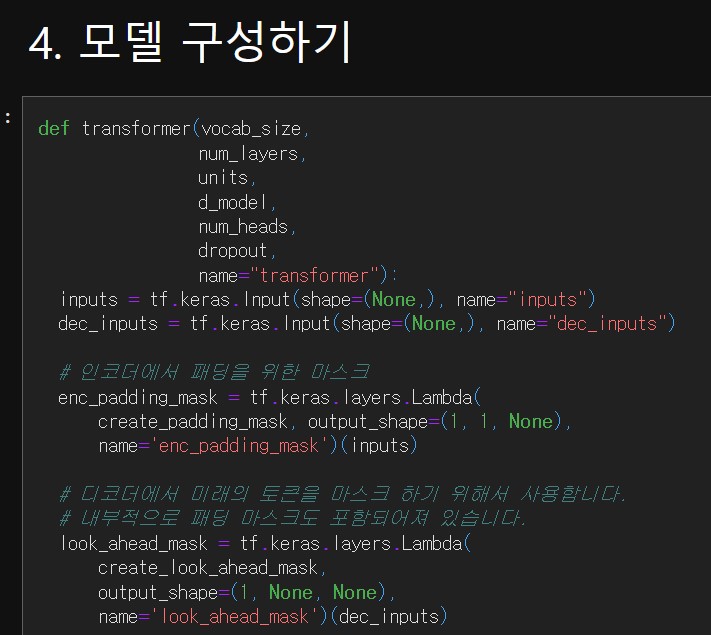 4. 모델 구성하기
:
def transformer(vocab_size,
num_layers,
units,
d_model,
num_heads,
dropout,
name="transformer"):
inputs = tf.keras.Input(shape=(None,), name="inputs")
dec_inputs = tf.keras.Input(shape=(None,), name="dec_inputs")
# 인코더에서 패딩을 위한 마스크
enc_padding_mask = tf.keras.layers.Lambda(
create_padding_mask, output_shape=(1, 1, None),
name='enc_padding_mask')(inputs)
# 디코더에서 미래의 토큰을 마스크 하기 위해서 사용합니다.
# 내부적으로 패딩 마스크도 포함되어져 있습니다.
look_ahead_mask = tf.keras.layers.Lambda(
create_look_ahead_mask,
output_shape=(1, None, None),
name='look_ahead_mask')(dec_inputs)